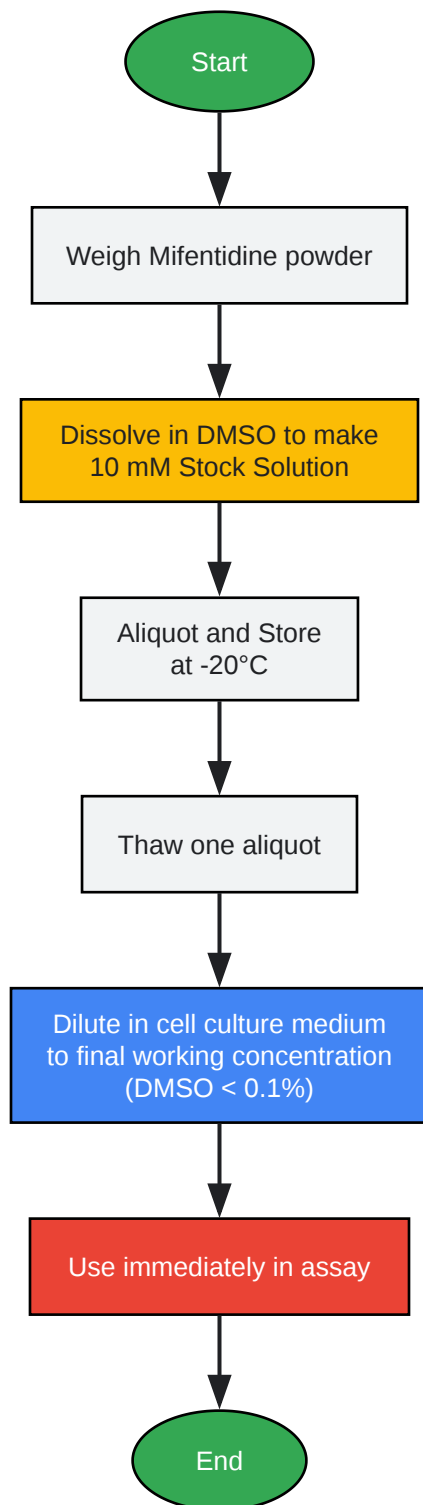 Start
Weigh Mifentidine powder
Dissolve in DMSO to make
10 mM Stock Solution
Aliquot and Store
at -20°C
Thaw one aliquot
Dilute in cell culture medium
to final working concentration
(DMSO < 0.1%)
Use immediately in assay
End